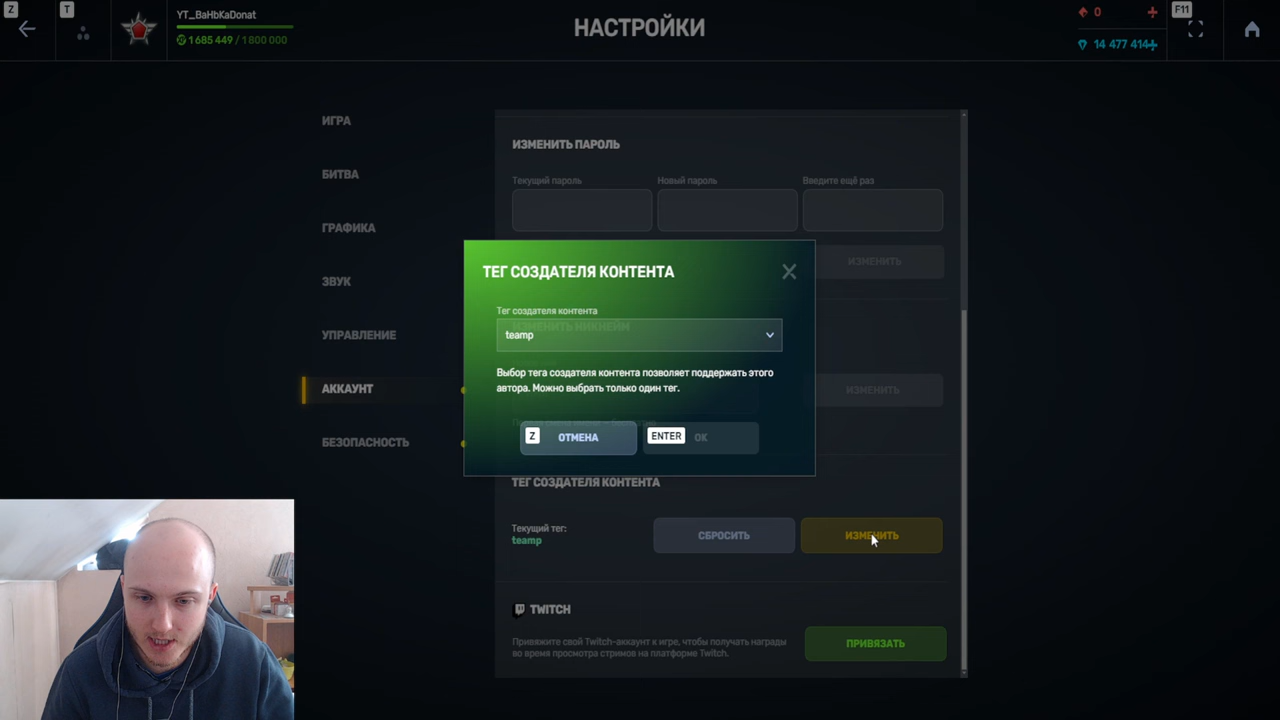 Z
T
YT_BaHbKaDonat
1 685 449 / 1 800 000
НАСТРОЙКИ
0
14 477 414
F11
ИГРА
БИТВА
ГРАФИКА
ЗВУК
УПРАВЛЕНИЕ
АККАУНТ
БЕЗОПАСНОСТЬ
ИЗМЕНИТЬ ПАРОЛЬ
Текущий пароль
Новый пароль
Введите ещё раз
ИЗМЕНИТЬ
ТЕГ СОЗДАТЕЛЯ КОНТЕНТА
Тег создателя контента
ИЗМЕНИТЬ НИКНЕЙМ
teamp
Выбор тега создателя контента позволяет поддержать этого
автора. Можно выбрать только один тег.
ИЗМЕНИТЬ
Z ОТМЕНА
ENTER ОК
ТЕГ СОЗДАТЕЛЯ КОНТЕНТА
Текущий тег:
teamp
СБРОСИТЬ
ИЗМЕНИТЬ
TWITCH
Привяжите свой Twitch-аккаунт к игре, чтобы получать награды
во время просмотра стримов на платформе Twitch.
ПРИВЯЗАТЬ